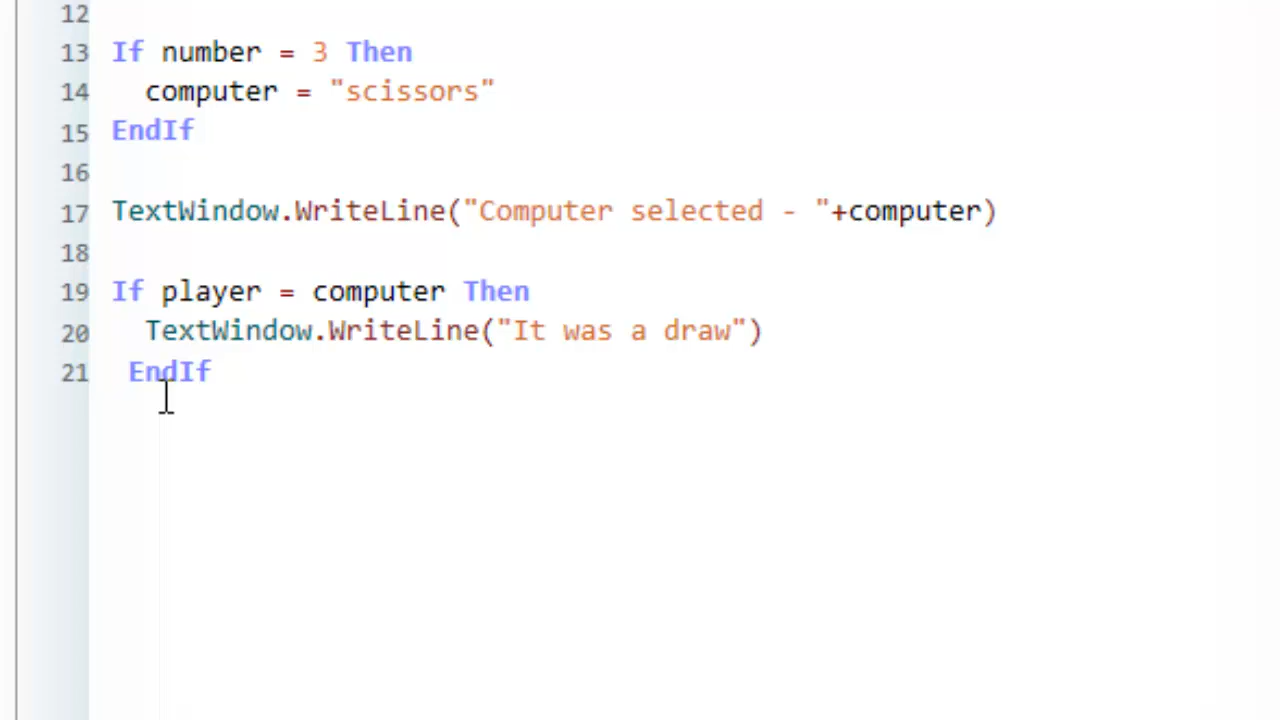 12
13 If number = 3 Then
14   computer = "scissors"
15 EndIf
16
17 TextWindow.WriteLine("Computer selected - "+computer)
18
19 If player = computer Then
20   TextWindow.WriteLine("It was a draw")
21  EndIf